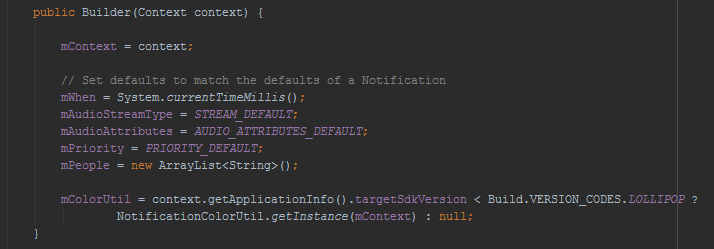 public Builder(Context context) {
mContext = context;
// Set defaults to match the defaults of a Notification
mWhen = System.currentTimeMillis();
mAudioStreamType = STREAM_DEFAULT;
mAudioAttributes = AUDIO_ATTRIBUTES_DEFAULT;
mPriority = PRIORITY_DEFAULT;
mPeople = new ArrayList<String>();
mColorUtil = context.getApplicationInfo().targetSdkVersion < Build.VERSION_CODES.LOLLIPOP ?
NotificationColorUtil.getInstance(mContext) : null;
}